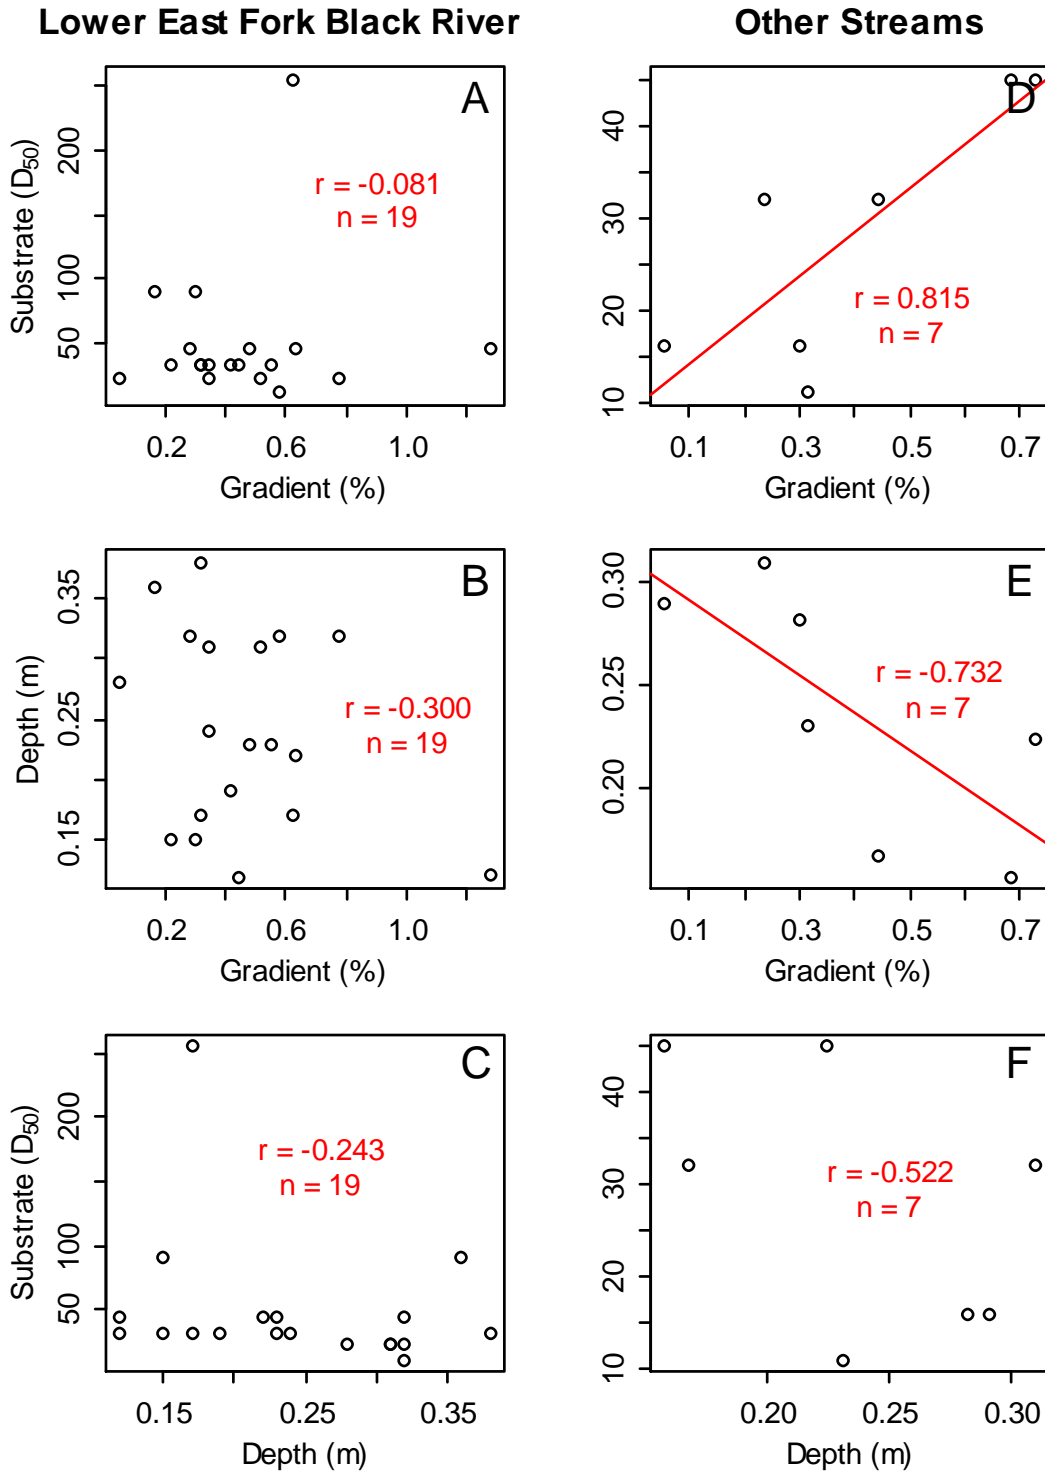 Lower East Fork Black River
Other Streams
A
r = -0.081
n = 19
Substrate (D50)
50
100
200
0.2
0.6
1.0
Gradient (%)
D
r = 0.815
n = 7
10
20
30
40
0.1
0.3
0.5
0.7
Gradient (%)
B
r = -0.300
n = 19
Depth (m)
0.15
0.25
0.35
0.2
0.6
1.0
Gradient (%)
E
r = -0.732
n = 7
0.20
0.25
0.30
0.1
0.3
0.5
0.7
Gradient (%)
C
r = -0.243
n = 19
Substrate (D50)
50
100
200
0.15
0.25
0.35
Depth (m)
F
r = -0.522
n = 7
10
20
30
40
0.20
0.25
0.30
Depth (m)